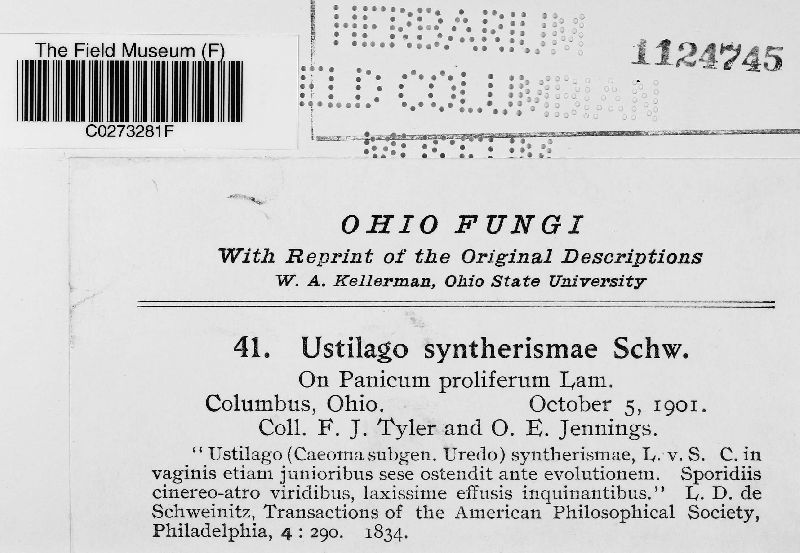 HERBARIUM
The Field Museum (F)
1124745
C0273281F
OHIO FUNGI
With Reprint of the Original Descriptions
W. A. Kellerman, Ohio State University
41. Ustilago syntherismae Schw.
On Panicum proliferum Lam.
Columbus, Ohio. October 5, 1901.
Coll. F. J. Tyler and O. E. Jennings.
"Ustilago (Caeoma subgen. Uredo) syntherismae, L. v. S. C. in
vaginis etiam junioribus sese ostendit ante evolutionem. Sporidiis
cinereo-atro viridibus, laxissime effusis inquinantibus." L. D. de
Schweinitz, Transactions of the American Philosophical Society,
Philadelphia, 4 : 290. 1834.